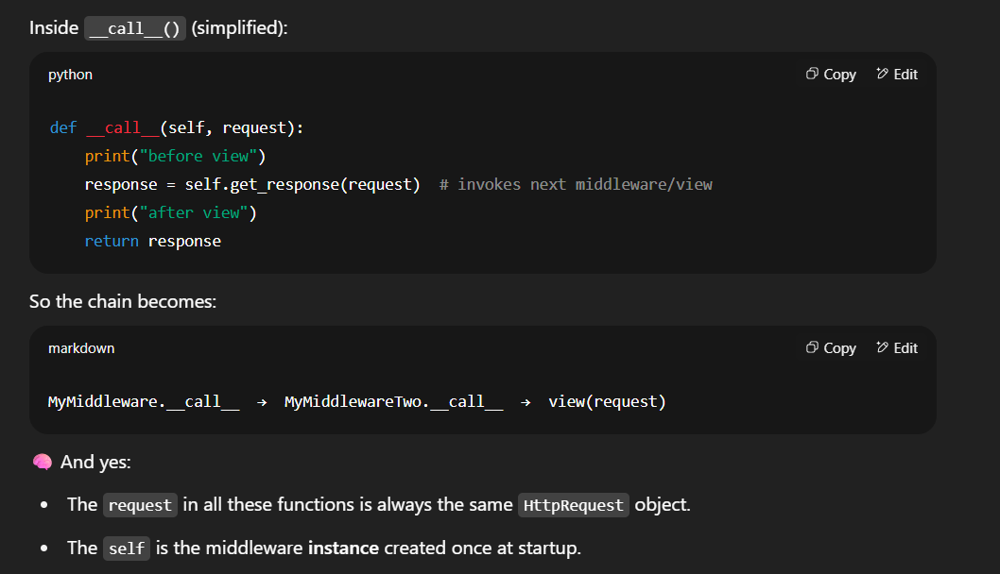 Inside __call__() (simplified):
python
Copy
Edit
def __call__(self, request):
    print("before view")
    response = self.get_response(request)  # invokes next middleware/view
    print("after view")
    return response
So the chain becomes:
markdown
Copy
Edit
MyMiddleware.__call__  →  MyMiddlewareTwo.__call__  →  view(request)
🧠 And yes:
• The request in all these functions is always the same HttpRequest object.
• The self is the middleware instance created once at startup.